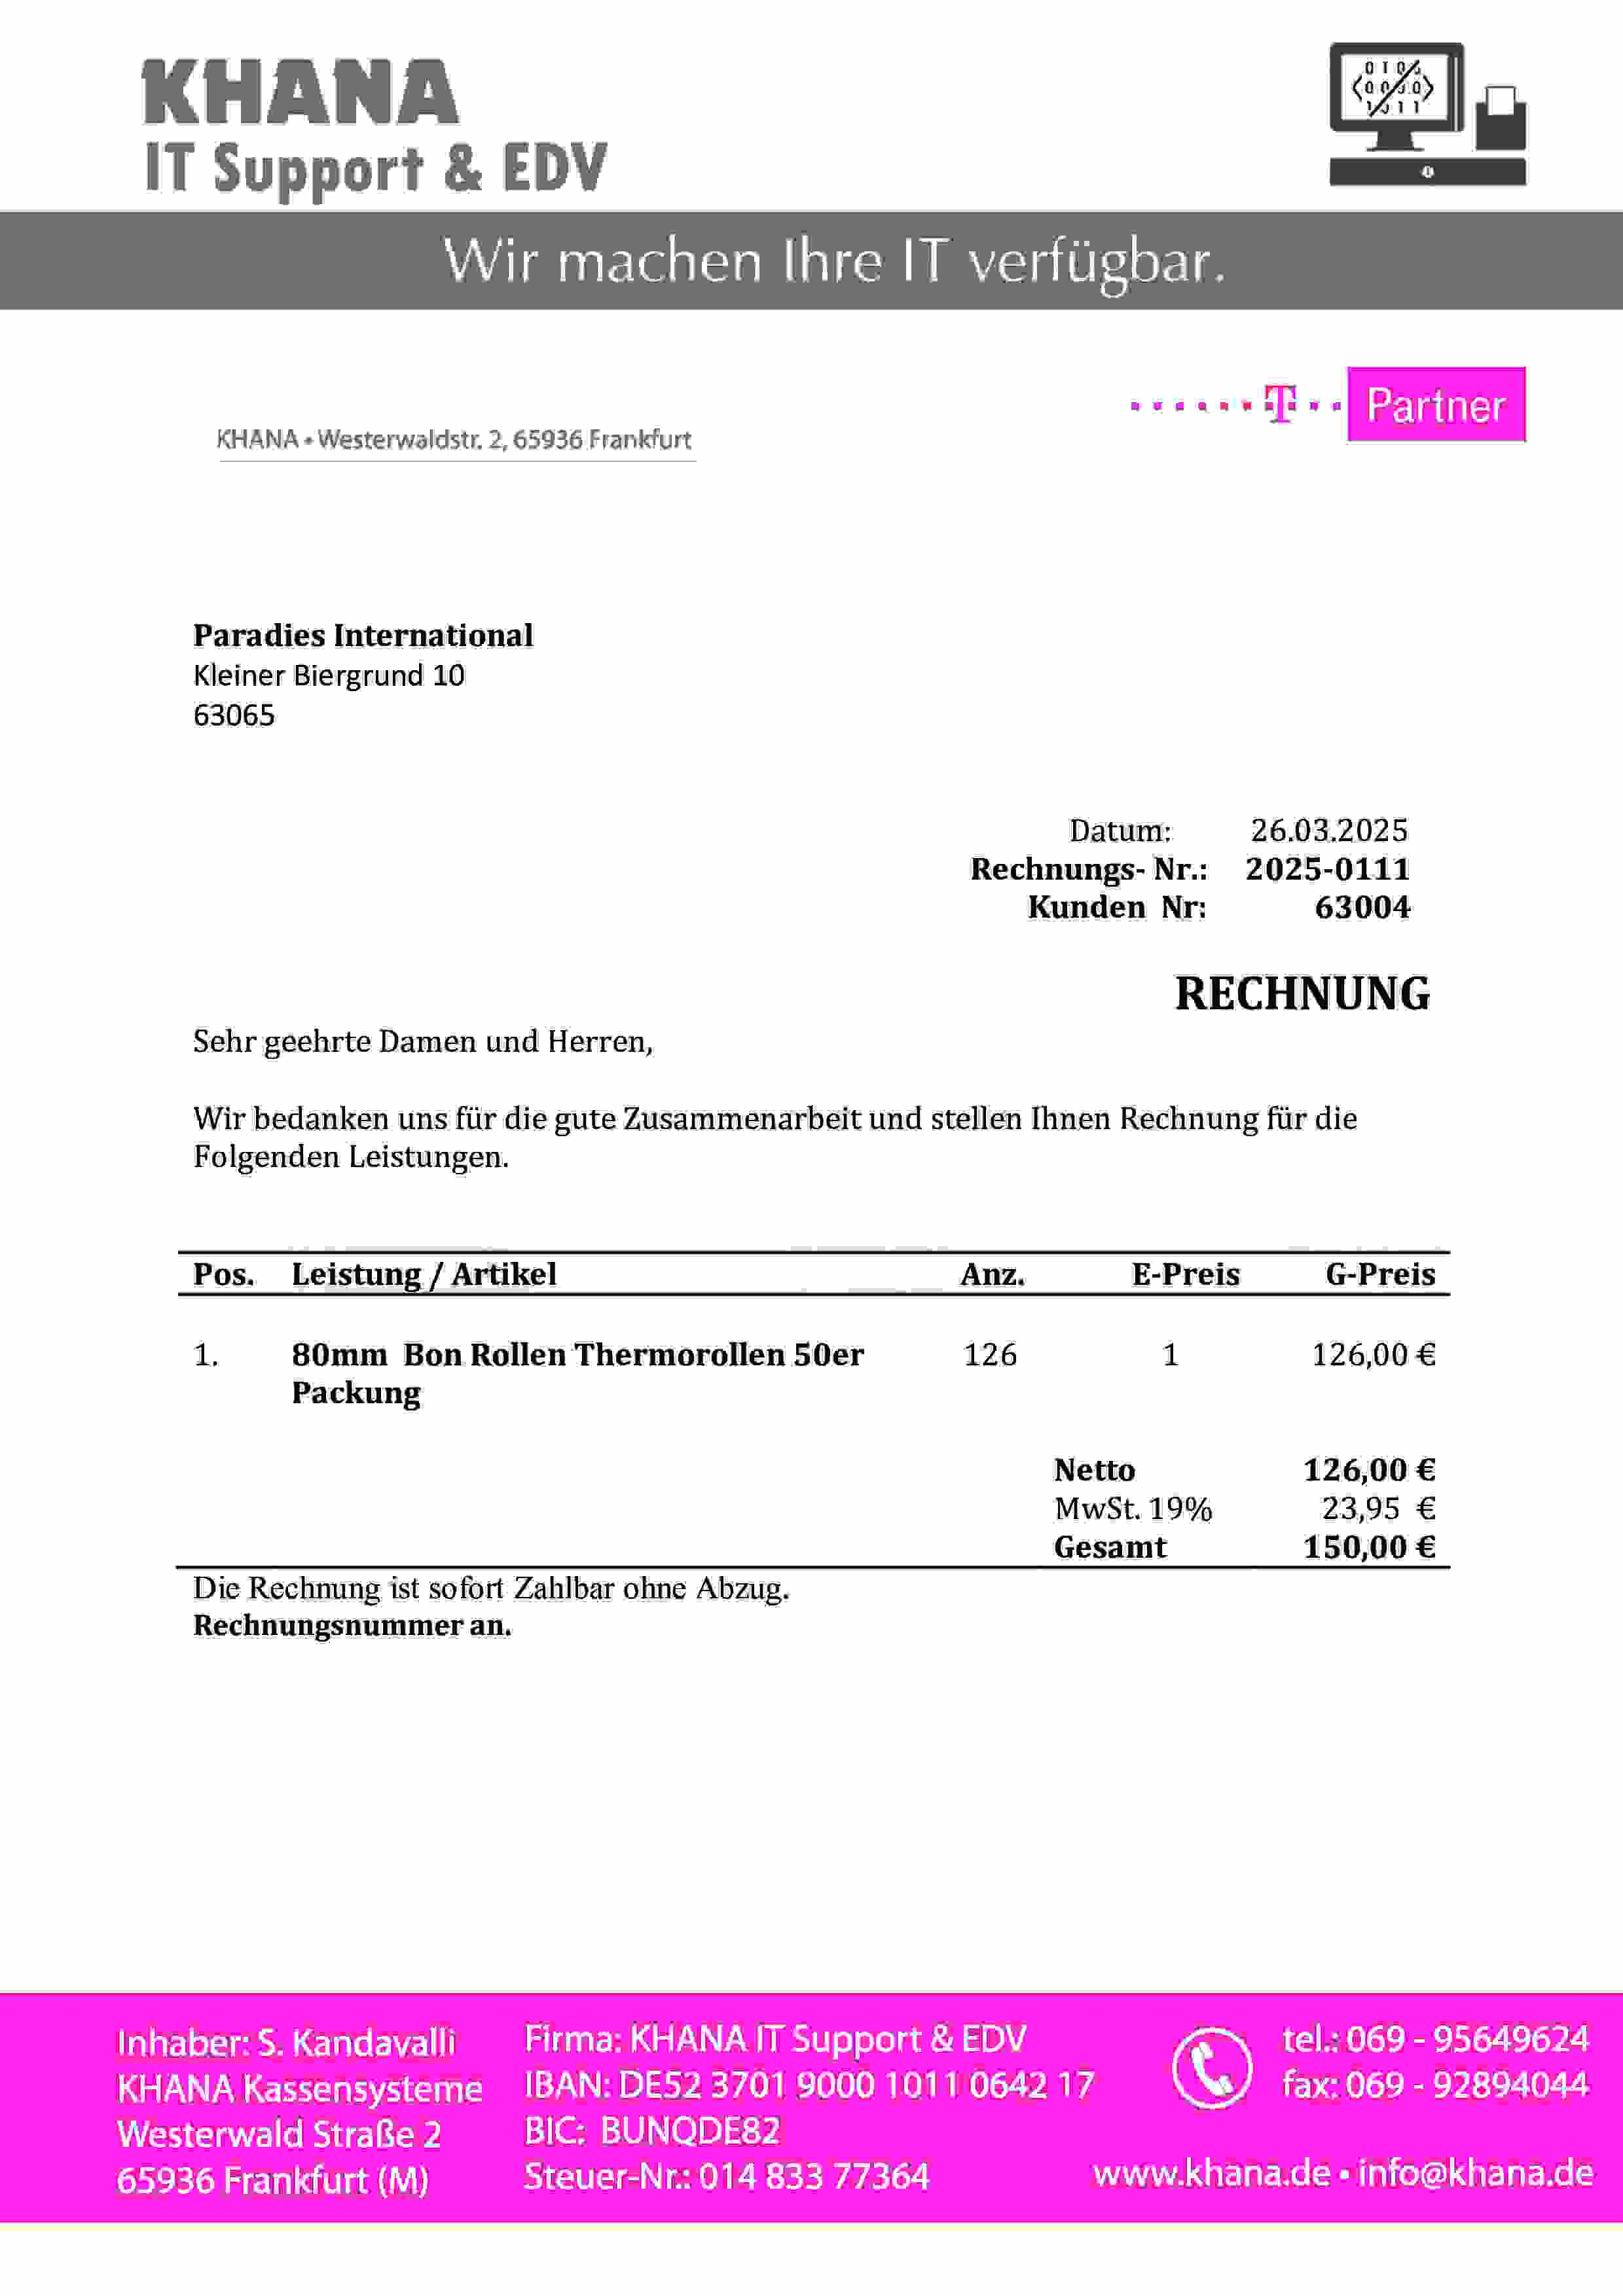 KHANA
IT Support & EDV
Wir machen Ihre IT verfügbar.
T Partner
KHANA • Westerwaldstr. 2, 65936 Frankfurt
Paradies International
Kleiner Biergrund 10
63065
Datum: 26.03.2025
Rechnungs- Nr.: 2025-0111
Kunden Nr: 63004
RECHNUNG
Sehr geehrte Damen und Herren,
Wir bedanken uns für die gute Zusammenarbeit und stellen Ihnen Rechnung für die
Folgenden Leistungen.
Pos. Leistung / Artikel Anz. E-Preis G-Preis
1. 80mm Bon Rollen Thermorollen 50er 126 1 126,00 €
Packung
Netto 126,00 €
MwSt. 19% 23,95 €
Gesamt 150,00 €
Die Rechnung ist sofort Zahlbar ohne Abzug.
Rechnungsnummer an.
Inhaber: S. Kandavalli
KHANA Kassensysteme
Westerwald Straße 2
65936 Frankfurt (M)
Firma: KHANA IT Support & EDV
IBAN: DE52 3701 9000 1011 0642 17
BIC: BUNQDE82
Steuer-Nr.: 014 833 77364
tel.: 069 - 95649624
fax: 069 - 92894044
www.khana.de • info@khana.de